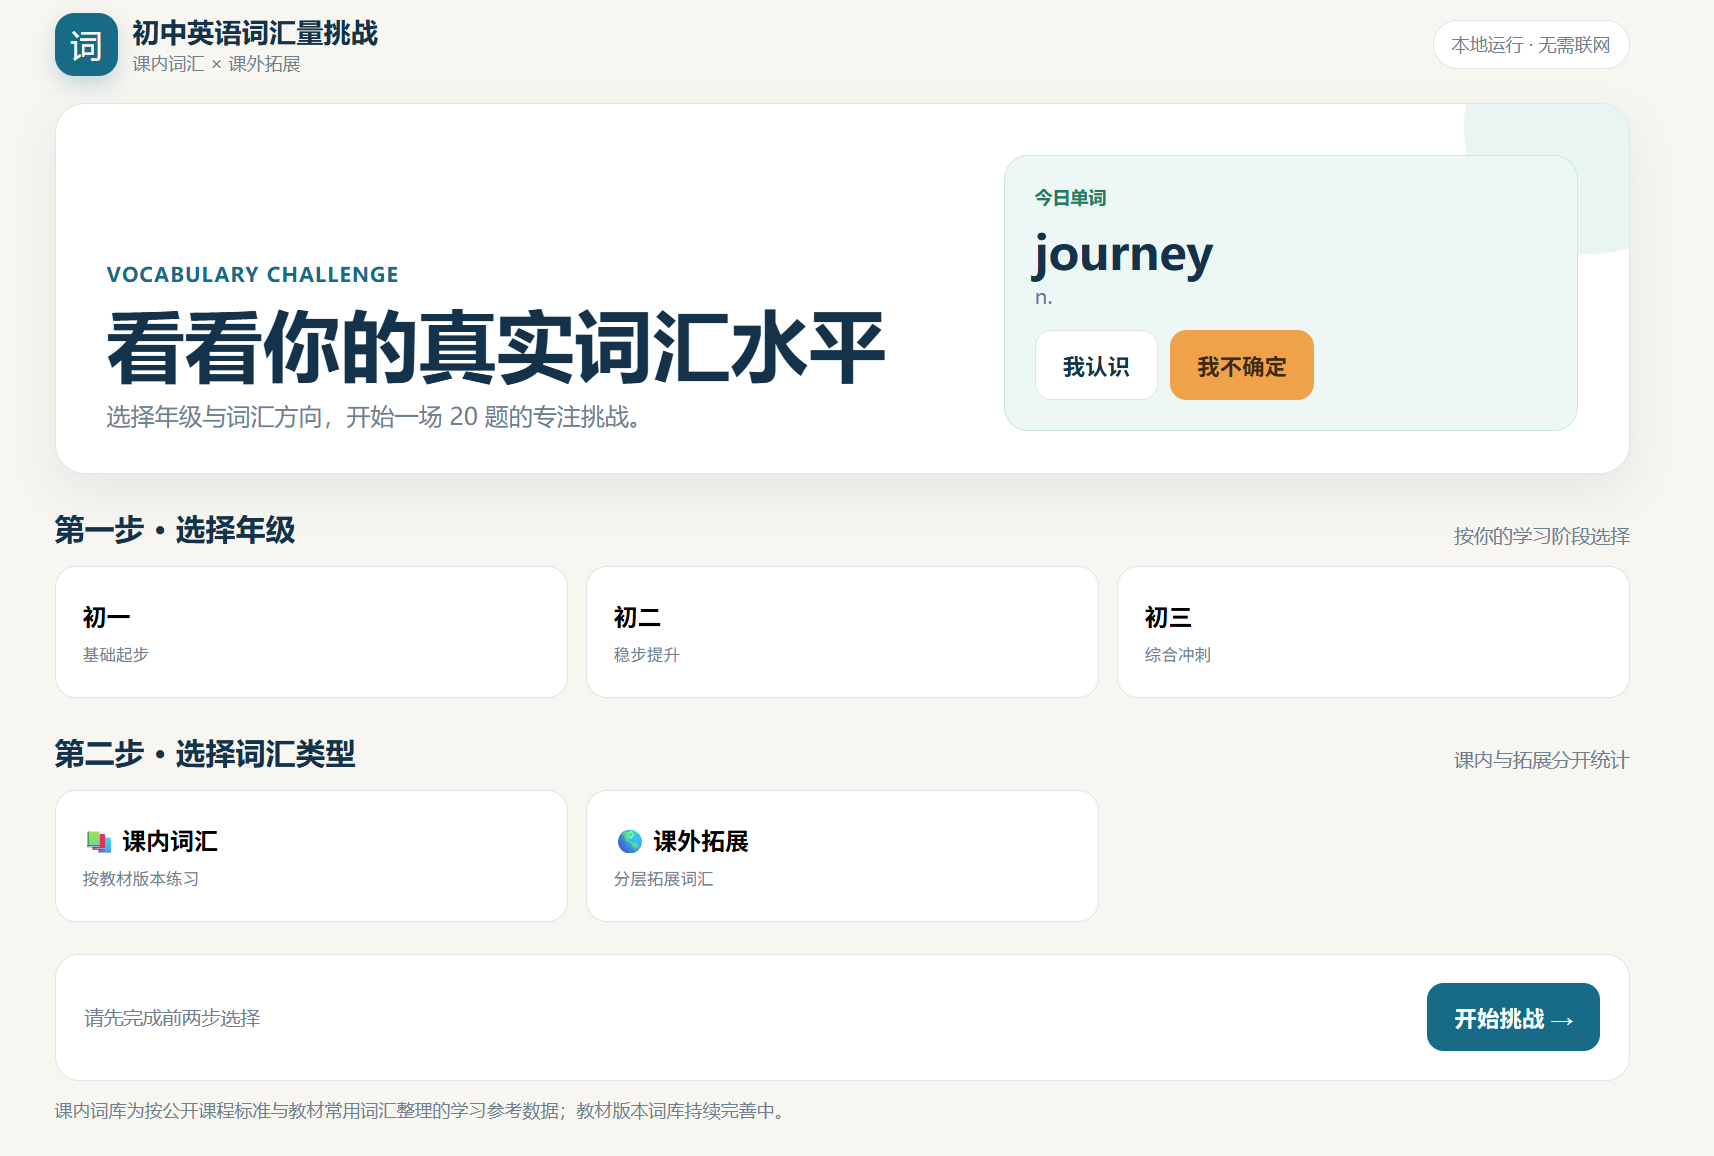 词
初中英语词汇量挑战
课内词汇 × 课外拓展
本地运行 · 无需联网
VOCABULARY CHALLENGE
看看你的真实词汇水平
选择年级与词汇方向，开始一场 20 题的专注挑战。
今日单词
journey
n.
我认识
我不确定
第一步 · 选择年级
按你的学习阶段选择
初一
基础起步
初二
稳步提升
初三
综合冲刺
第二步 · 选择词汇类型
课内与拓展分开统计
课内词汇
按教材版本练习
课外拓展
分层拓展词汇
请先完成前两步选择
开始挑战 →
课内词库为按公开课程标准与教材常用词汇整理的学习参考数据；教材版本词库持续完善中。